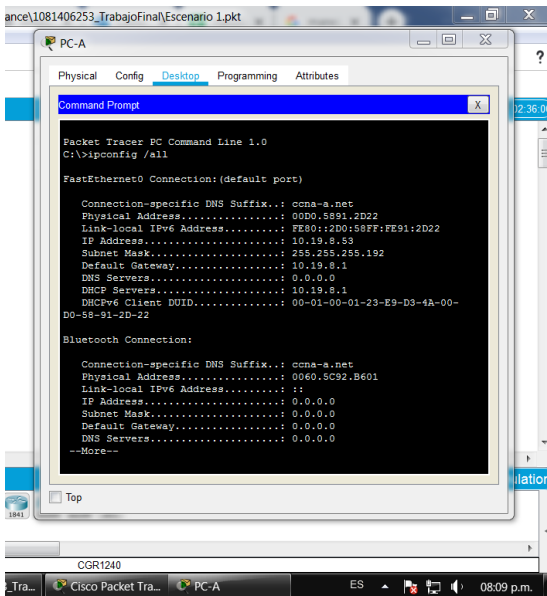 ance\1081406253_TrabajoFinal\Escenario 1.pkt
PC-A
?
Physical Config Desktop Programming Attributes
Command Prompt X
02:36:0
Packet Tracer PC Command Line 1.0
C:\>ipconfig /all
FastEthernet0 Connection:(default port)
Connection-specific DNS Suffix..: ccna-a.net
Physical Address................: 00D0.5891.2D22
Link-local IPv6 Address.........: FE80::2D0:58FF:FE91:2D22
IP Address......................: 10.19.8.53
Subnet Mask.....................: 255.255.255.192
Default Gateway.................: 10.19.8.1
DNS Servers.....................: 0.0.0.0
DHCP Servers....................: 10.19.8.1
DHCPv6 Client DUID..............: 00-01-00-01-23-E9-D3-4A-00-
D0-58-91-2D-22
Bluetooth Connection:
Connection-specific DNS Suffix..: ccna-a.net
Physical Address................: 0060.5C92.B601
Link-local IPv6 Address.........: ::
IP Address......................: 0.0.0.0
Subnet Mask.....................: 0.0.0.0
Default Gateway.................: 0.0.0.0
DNS Servers.....................: 0.0.0.0
--More--
ulation
Top
1841
CGR1240
_Tra... Cisco Packet Tra... PC-A ES 08:09 p.m.